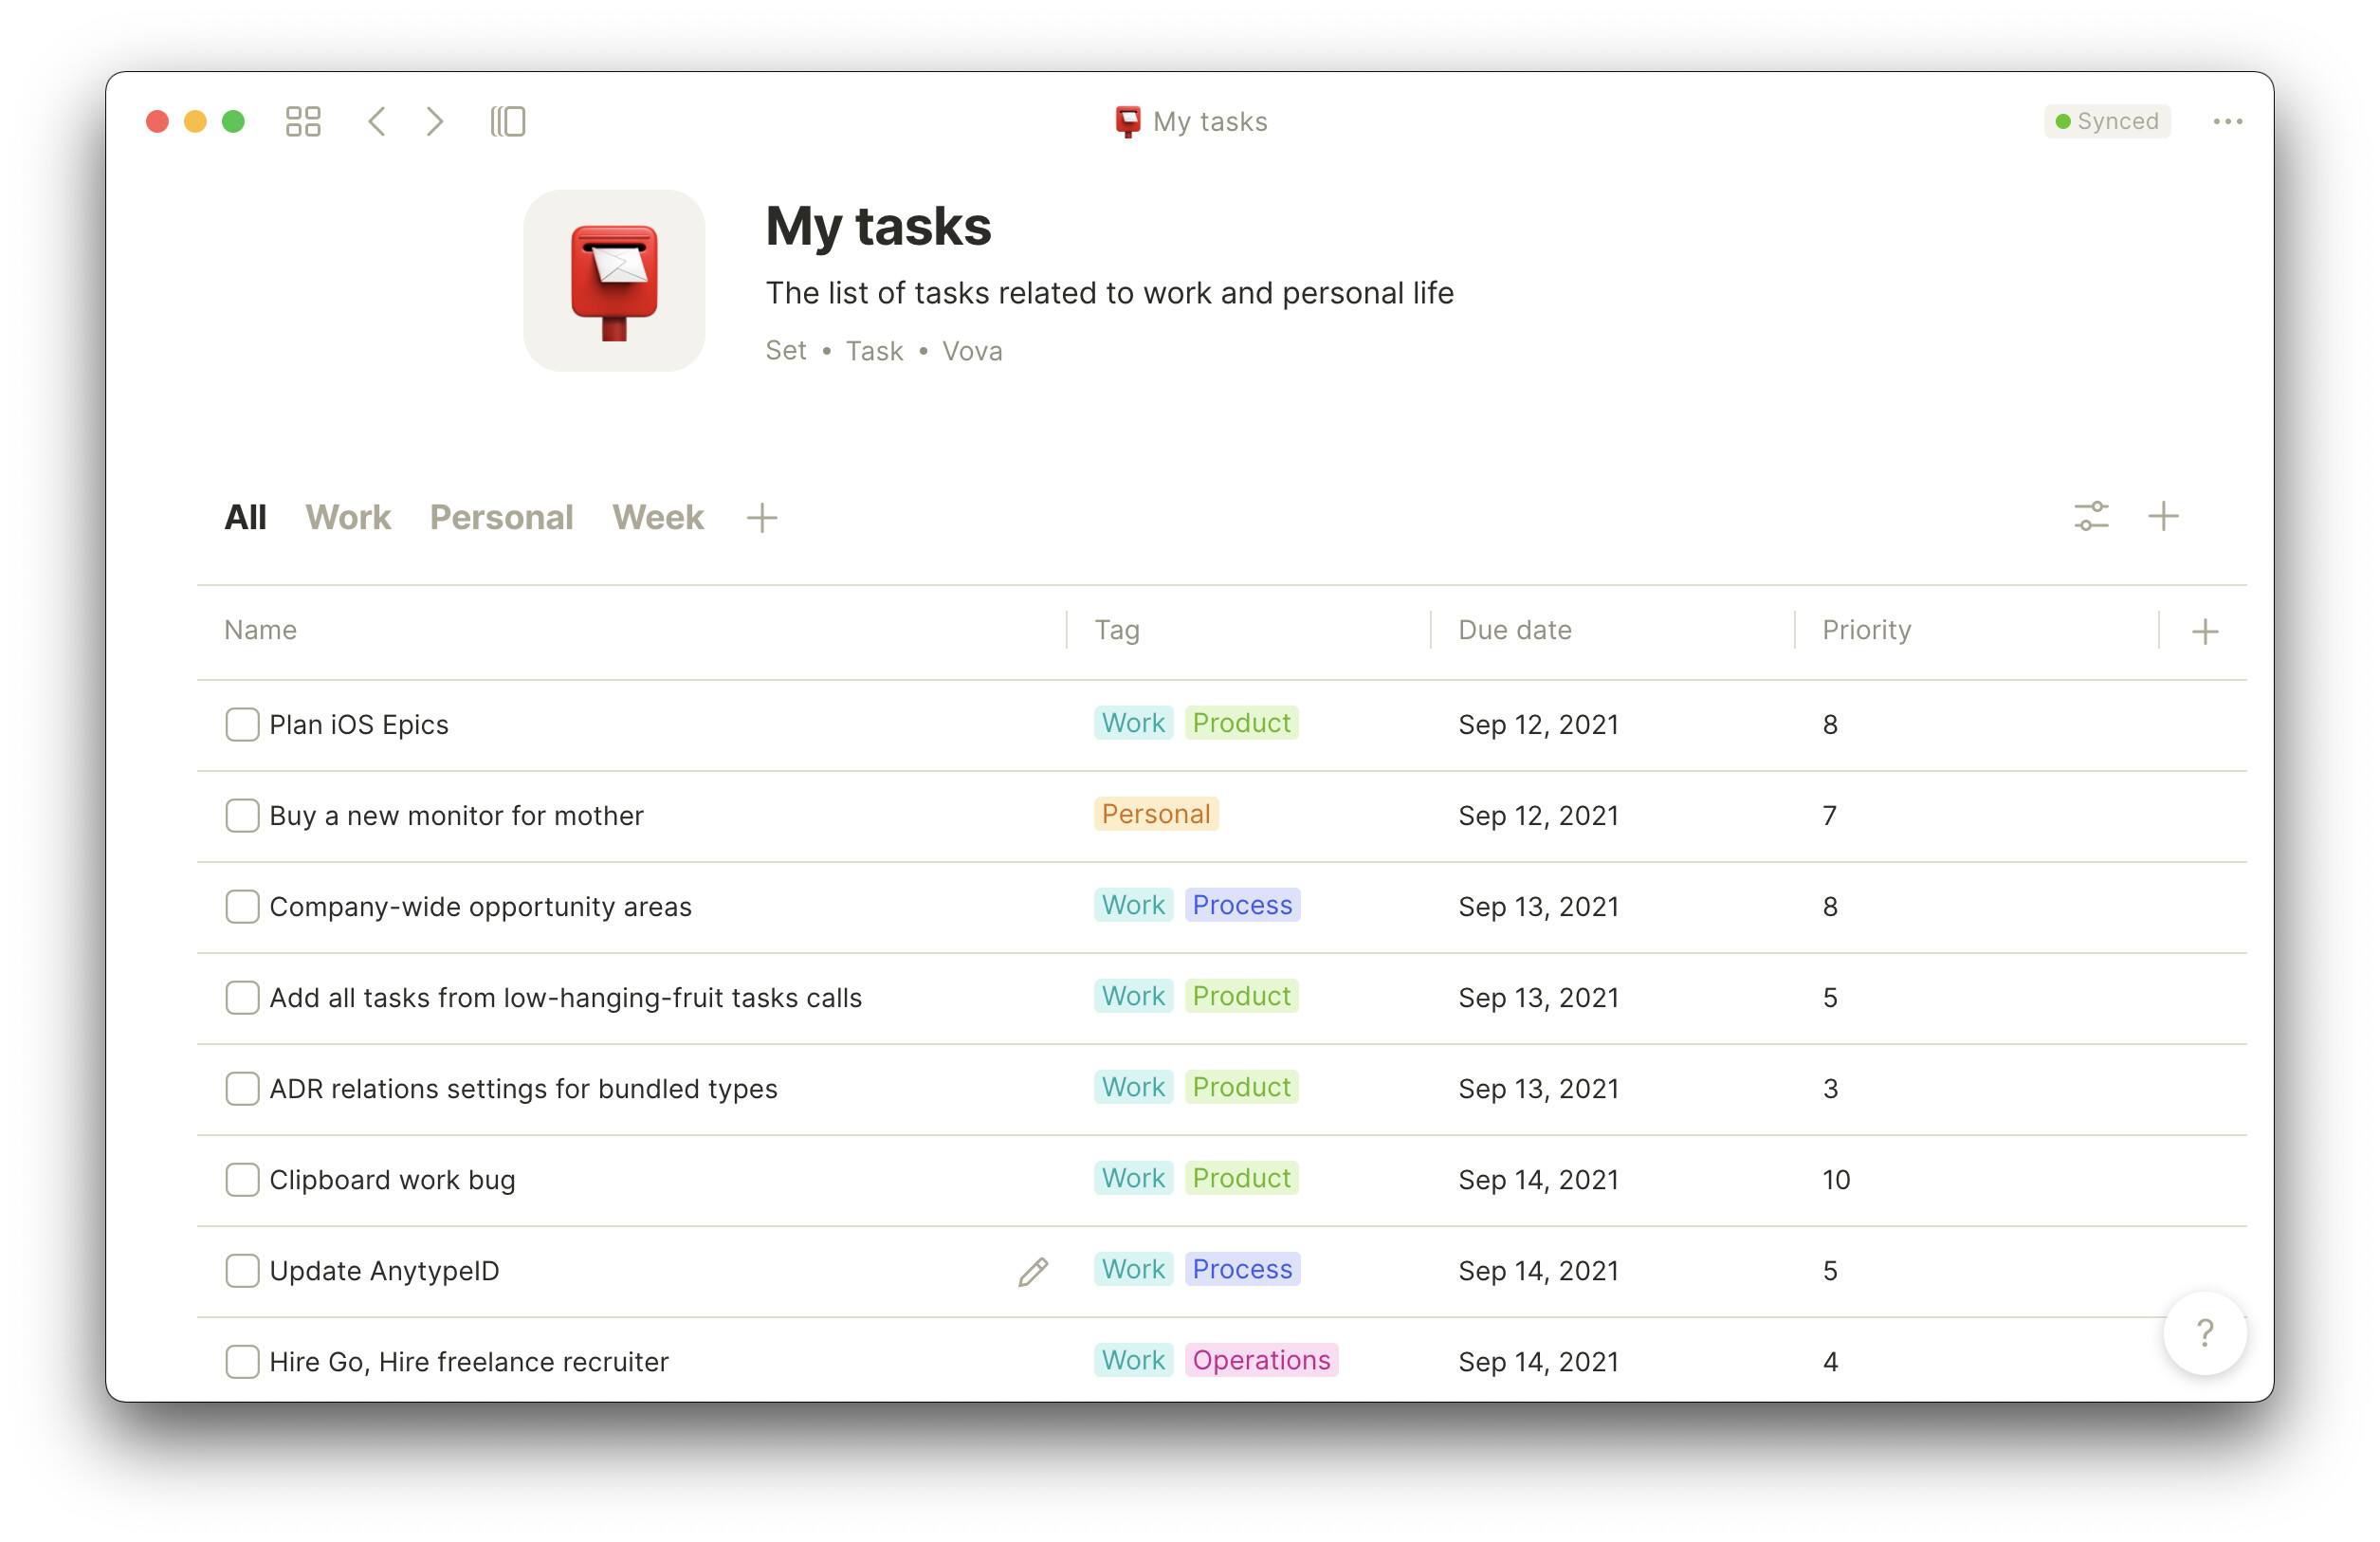 My tasks
Synced
My tasks
The list of tasks related to work and personal life
Set • Task • Vova
All Work Personal Week
Name Tag Due date Priority
Plan iOS Epics Work Product Sep 12, 2021 8
Buy a new monitor for mother Personal Sep 12, 2021 7
Company-wide opportunity areas Work Process Sep 13, 2021 8
Add all tasks from low-hanging-fruit tasks calls Work Product Sep 13, 2021 5
ADR relations settings for bundled types Work Product Sep 13, 2021 3
Clipboard work bug Work Product Sep 14, 2021 10
Update AnytypeID Work Process Sep 14, 2021 5
Hire Go, Hire freelance recruiter Work Operations Sep 14, 2021 4
?